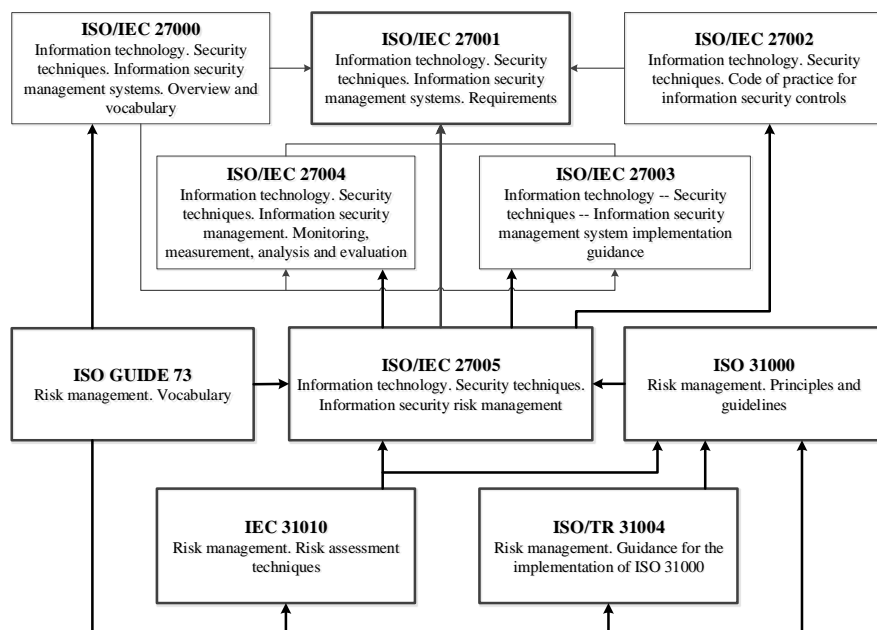 ISO/IEC 27000
Information technology. Security
techniques. Information security
management systems. Overview and
vocabulary
ISO/IEC 27001
Information technology. Security
techniques. Information security
management systems. Requirements
ISO/IEC 27002
Information technology. Security
techniques. Code of practice for
information security controls
ISO/IEC 27004
Information technology. Security
techniques. Information security
management. Monitoring,
measurement, analysis and evaluation
ISO/IEC 27003
Information technology -- Security
techniques -- Information security
management system implementation
guidance
ISO GUIDE 73
Risk management. Vocabulary
ISO/IEC 27005
Information technology. Security techniques.
Information security risk management
ISO 31000
Risk management. Principles and
guidelines
IEC 31010
Risk management. Risk assessment
techniques
ISO/TR 31004
Risk management. Guidance for the
implementation of ISO 31000